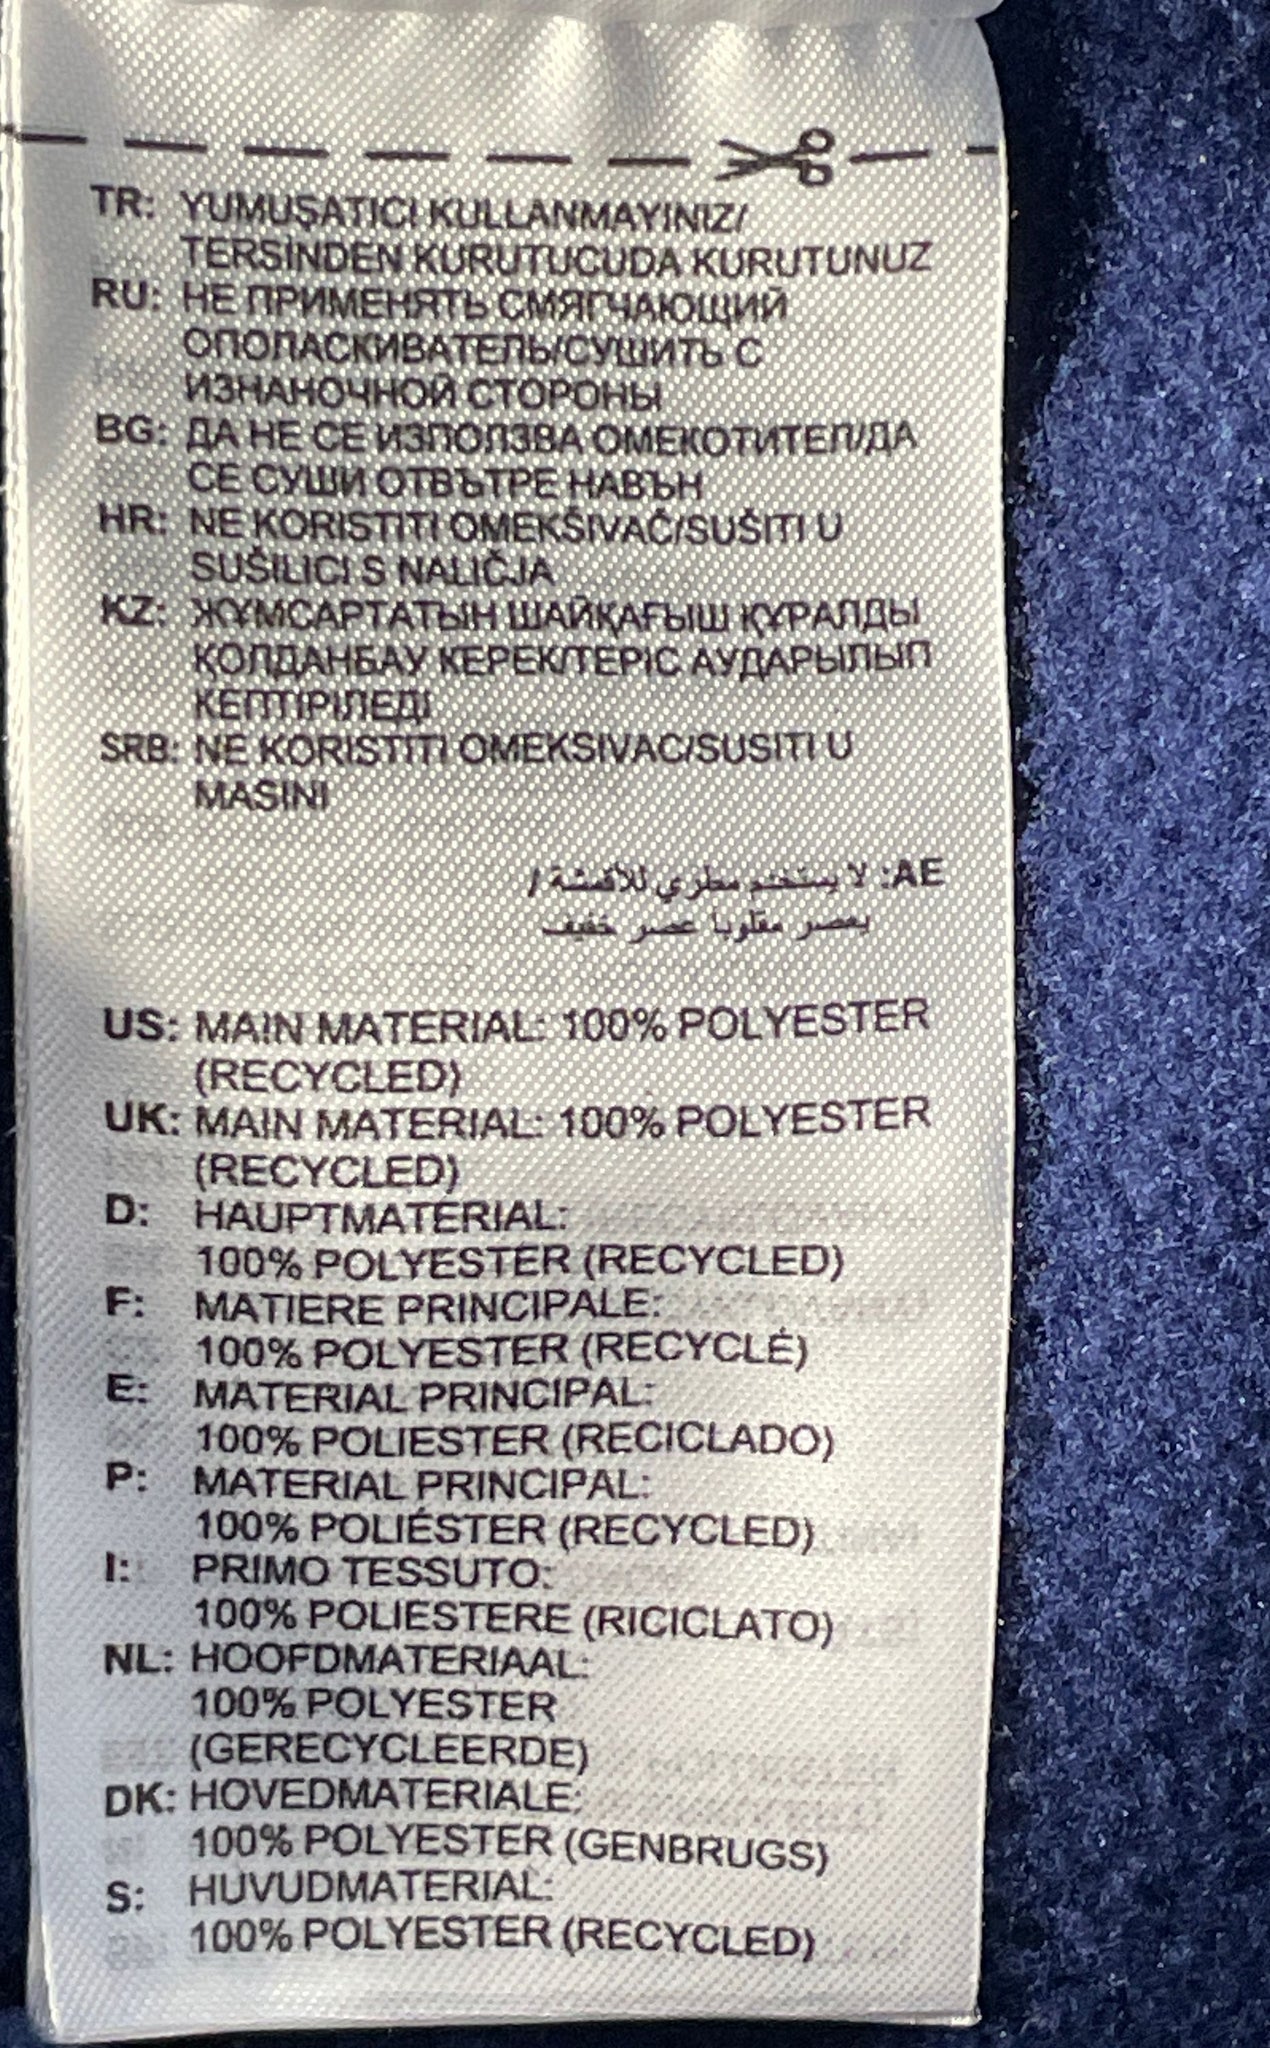 TR: YUMUŞATICI KULLANMAYINIZ/
TERSİNDEN KURUTUCUDA KURUTUNUZ
RU: НЕ ПРИМЕНЯТЬ СМЯГЧАЮЩИЙ
ОПОЛАСКИВАТЕЛЬ/СУШИТЬ С
ИЗНАНОЧНОЙ СТОРОНЫ
BG: ДА НЕ СЕ ИЗПОЛЗВА ОМЕКОТИТЕЛ/ДА
СЕ СУШИ ОТВЪТРЕ НАВЪН
HR: NE KORISTITI OMEKŠIVAČ/SUŠITI U
SUŠILICI S NALIČJA
KZ: ЖҰМСАРТАТЫН ШАЙҚАҒЫШ ҚҰРАЛДЫ
ҚОЛДАНБАУ КЕРЕК/ТЕРІС АУДАРЫЛЫП
КЕПТІРІЛЕДІ
SRB: NE KORISTITI OMEKSIVAC/SUSITI U
MASINI
AE: لا يستخدم مطري للأقمشة /
يعصر مقلوبا عصر خفيف
US: MAIN MATERIAL: 100% POLYESTER
(RECYCLED)
UK: MAIN MATERIAL: 100% POLYESTER
(RECYCLED)
D: HAUPTMATERIAL:
100% POLYESTER (RECYCLED)
F: MATIERE PRINCIPALE:
100% POLYESTER (RECYCLÉ)
E: MATERIAL PRINCIPAL:
100% POLIESTER (RECICLADO)
P: MATERIAL PRINCIPAL:
100% POLIÉSTER (RECYCLED)
I: PRIMO TESSUTO:
100% POLIESTERE (RICICLATO)
NL: HOOFDMATERIAAL:
100% POLYESTER
(GERECYCLEERDE)
DK: HOVEDMATERIALE:
100% POLYESTER (GENBRUGS)
S: HUVUDMATERIAL:
100% POLYESTER (RECYCLED)